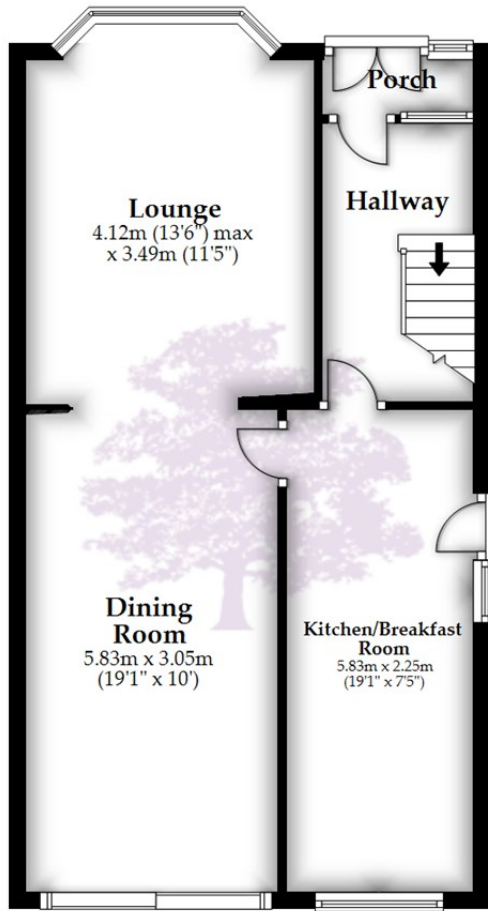 Porch
Hallway
Lounge
4.12m (13'6") max
x 3.49m (11'5")
Dining
Room
5.83m x 3.05m
(19'1" x 10')
Kitchen/Breakfast
Room
5.83m x 2.25m
(19'1" x 7'5")